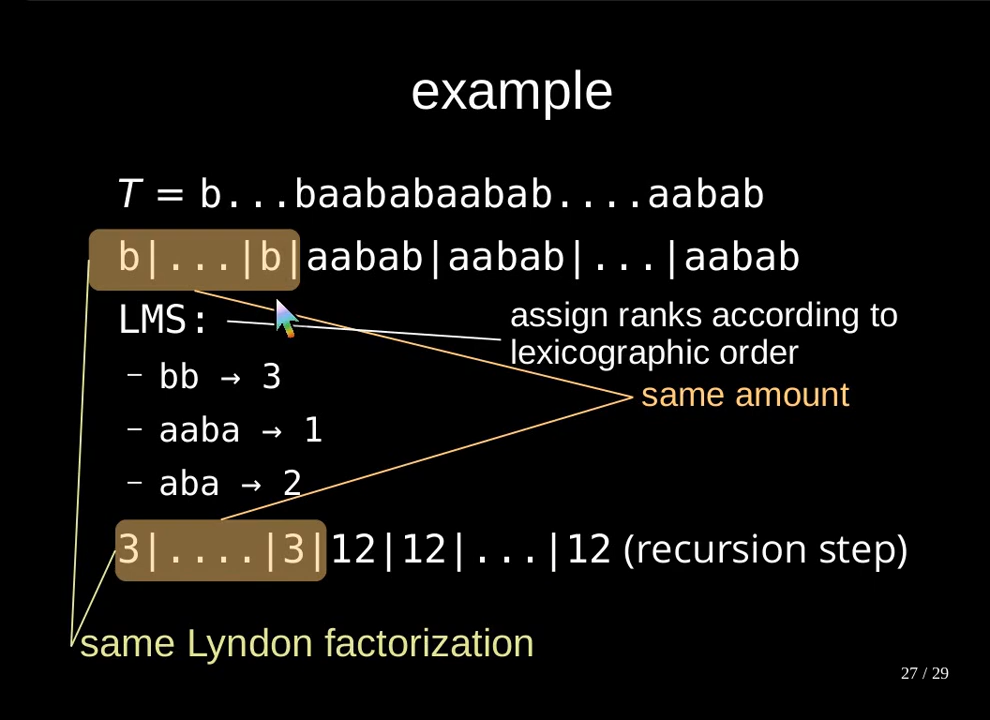 example
T = b...baababaabab....aabab
b|...|b|aabab|aabab|...|aabab
LMS:
assign ranks according to
lexicographic order
– bb → 3
same amount
– aaba → 1
– aba → 2
3|....|3|12|12|...|12 (recursion step)
same Lyndon factorization
27 / 29